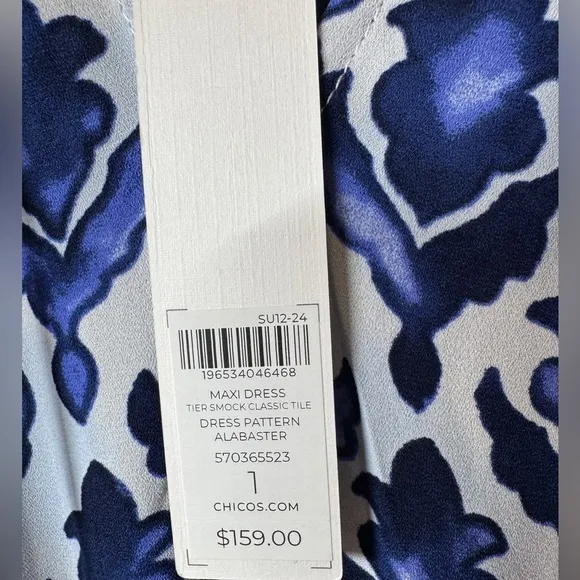 SU12-24
196534046468
MAXI DRESS
TIER SMOCK CLASSIC TILE
DRESS PATTERN
ALABASTER
570365523
1
CHICOS.COM
$159.00